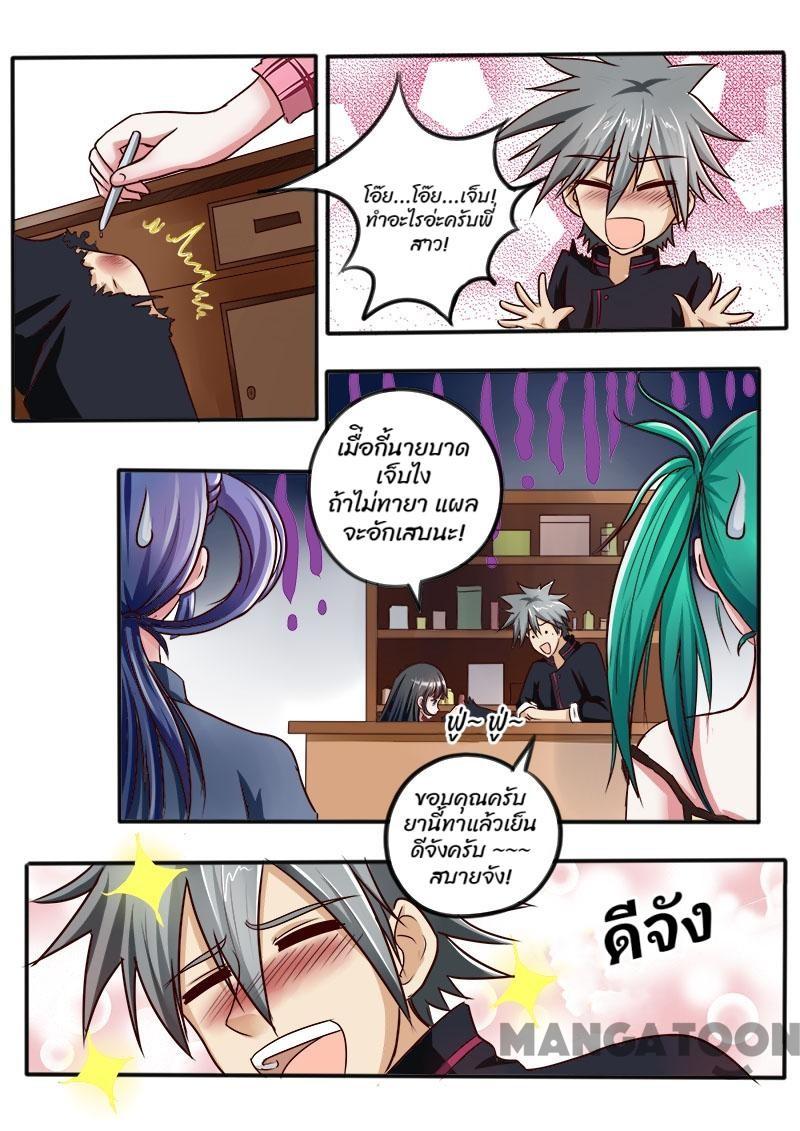 โอ๊ย...โอ๊ย...เจ็บ!
ทำอะไรอ่ะครับพี่
สาว!
เมื่อกี้นายบาด
เจ็บไง
ถ้าไม่ทายา แผล
จะอักเสบนะ!
ฟู่~ ฟู่~
ขอบคุณครับ
ยานี้ทาแล้วเย็น
ดีจังครับ ~~~
สบายจัง!
ดีจัง
MANGATOON